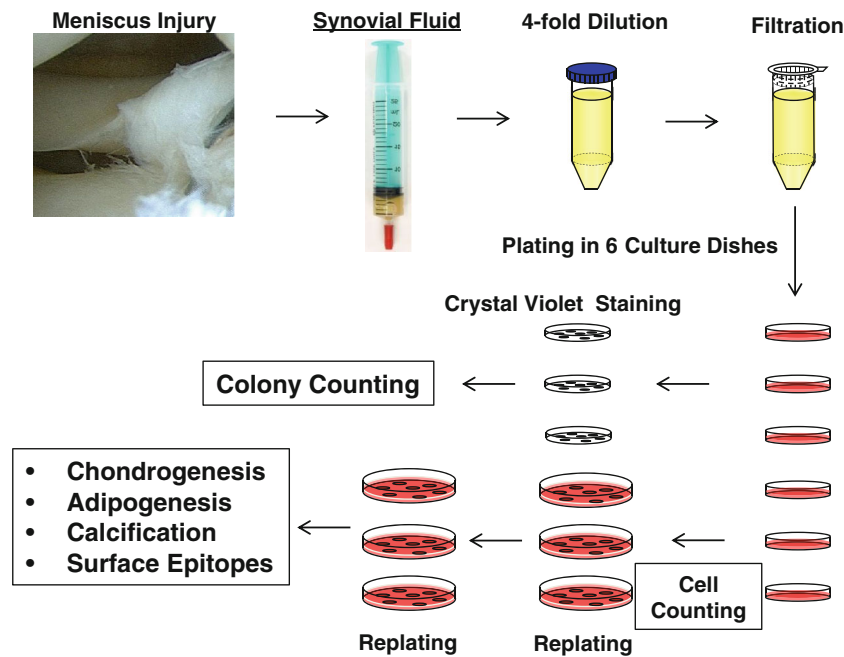 Meniscus Injury
Synovial Fluid
4-fold Dilution
Filtration
Plating in 6 Culture Dishes
Crystal Violet Staining
Colony Counting
• Chondrogenesis
• Adipogenesis
• Calcification
• Surface Epitopes
Cell
Counting
Replating
Replating